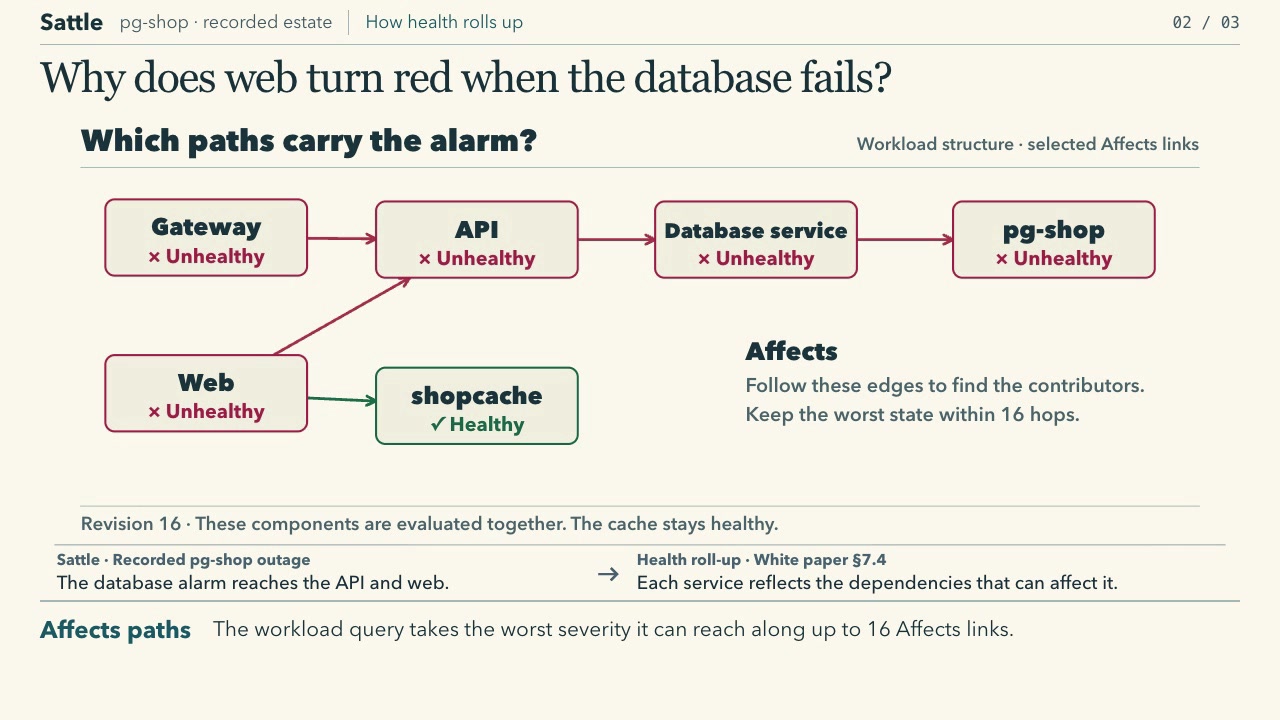 Sattle pg-shop · recorded estate How health rolls up 02 / 03
Why does web turn red when the database fails?
Which paths carry the alarm? Workload structure · selected Affects links
Gateway
× Unhealthy
API
× Unhealthy
Database service
× Unhealthy
pg-shop
× Unhealthy
Web
× Unhealthy
shopcache
✓ Healthy
Affects
Follow these edges to find the contributors.
Keep the worst state within 16 hops.
Revision 16 · These components are evaluated together. The cache stays healthy.
Sattle · Recorded pg-shop outage
The database alarm reaches the API and web.
→
Health roll-up · White paper §7.4
Each service reflects the dependencies that can affect it.
Affects paths The workload query takes the worst severity it can reach along up to 16 Affects links.